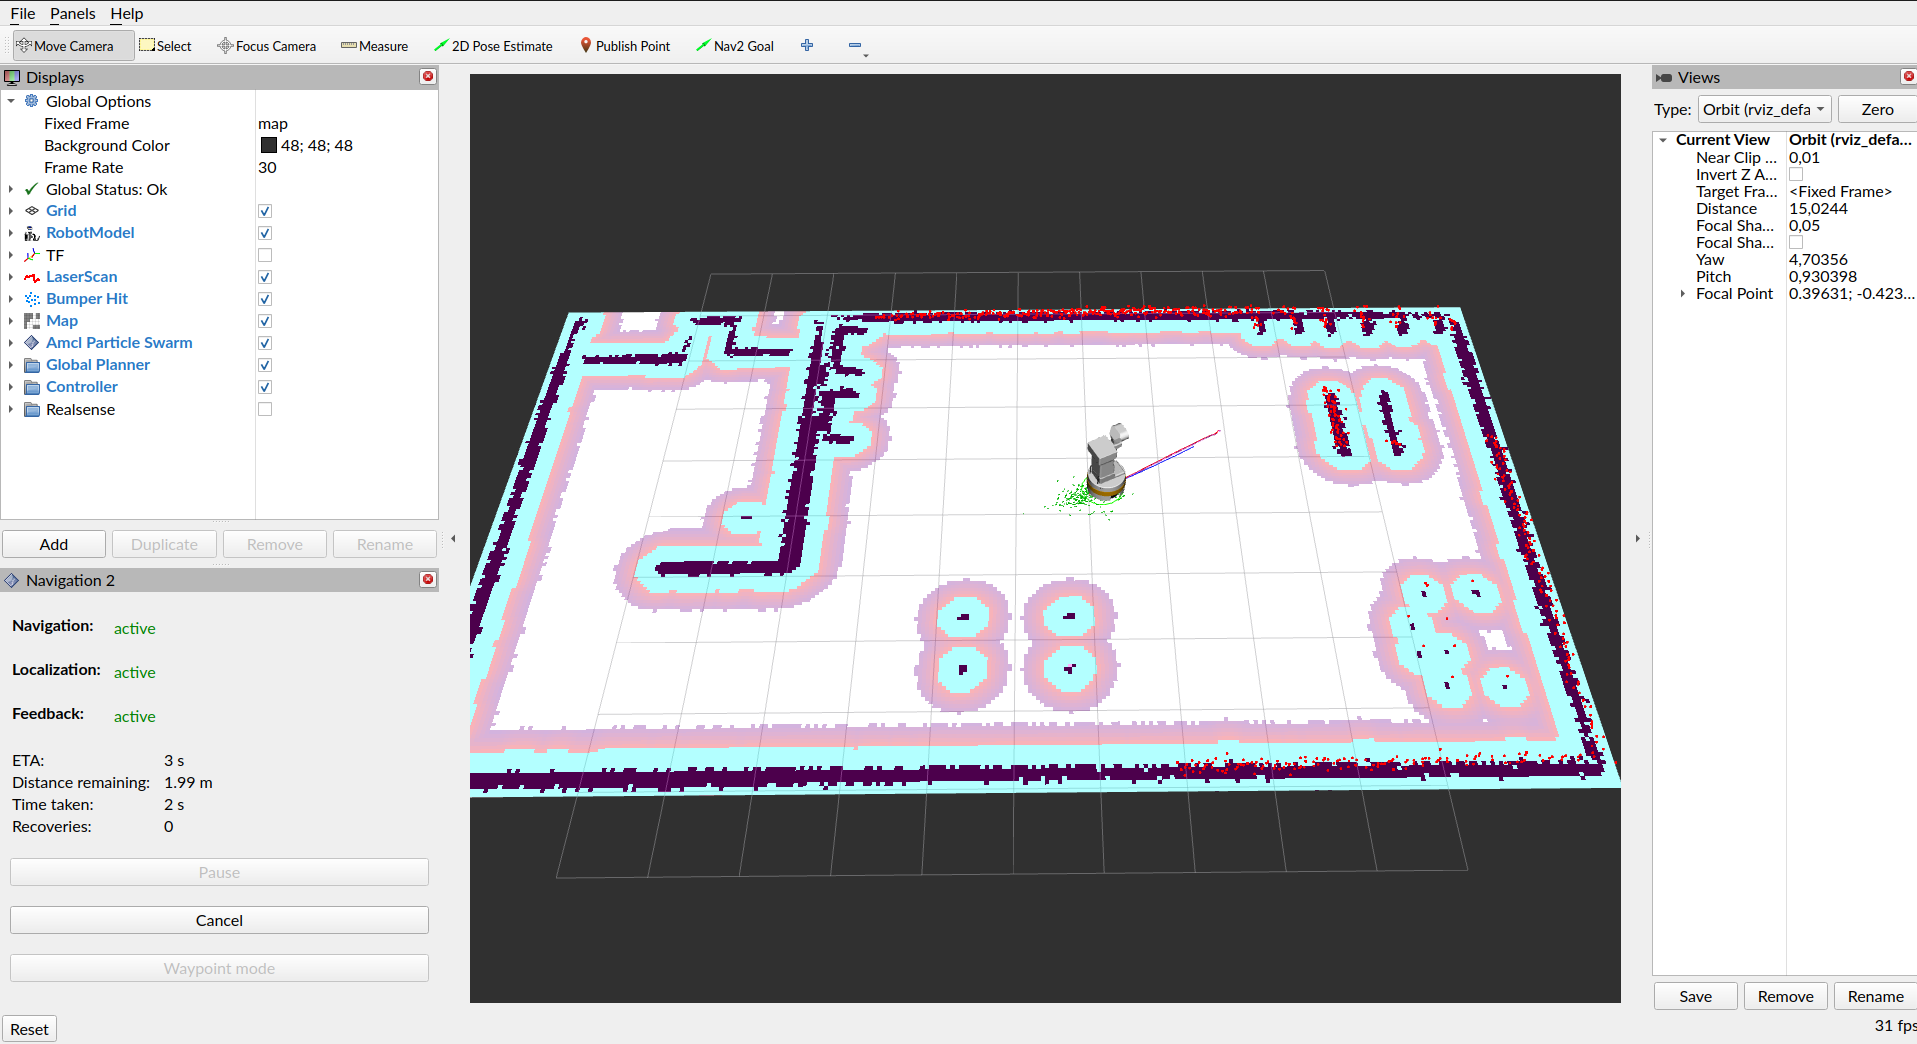 File Panels Help
Move Camera Select Focus Camera Measure 2D Pose Estimate Publish Point Nav2 Goal
Displays
Global Options
Fixed Frame map
Background Color 48; 48; 48
Frame Rate 30
Global Status: Ok
Grid
RobotModel
TF
LaserScan
Bumper Hit
Map
Amcl Particle Swarm
Global Planner
Controller
Realsense
Add Duplicate Remove Rename
Navigation 2
Navigation: active
Localization: active
Feedback: active
ETA: 3 s
Distance remaining: 1.99 m
Time taken: 2 s
Recoveries: 0
Pause
Cancel
Waypoint mode
Reset
Views
Type: Orbit (rviz_defa Zero
Current View Orbit (rviz_defa...
Near Clip ... 0,01
Invert Z A...
Target Fra... <Fixed Frame>
Distance 15,0244
Focal Sha... 0,05
Focal Sha...
Yaw 4,70356
Pitch 0,930398
Focal Point 0.39631; -0.423...
Save Remove Rename
31 fps